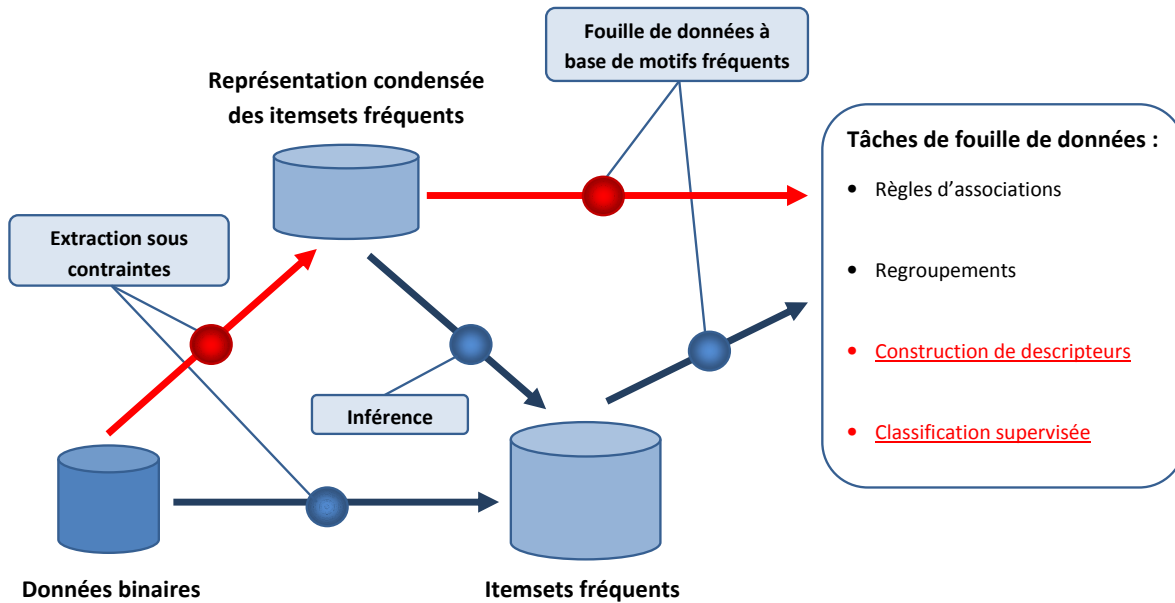 Fouille de données à
base de motifs fréquents
Représentation condensée
des itemsets fréquents
Extraction sous
contraintes
Inférence
Données binaires
Itemsets fréquents
Tâches de fouille de données :
• Règles d’associations
• Regroupements
• Construction de descripteurs
• Classification supervisée